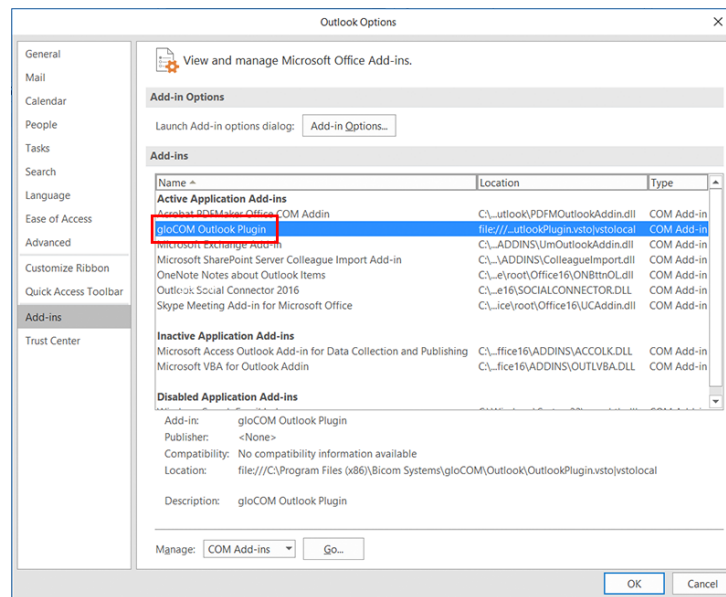 Outlook Options
General
Mail
Calendar
People
Tasks
Search
Language
Ease of Access
Advanced
Customize Ribbon
Quick Access Toolbar
Add-ins
Trust Center
View and manage Microsoft Office Add-ins.
Add-in Options
Launch Add-in options dialog: Add-in Options...
Add-ins
Name Location Type
Active Application Add-ins
Acrobat PDFMaker Office COM Addin C:\...utlook\PDFMOutlookAddin.dll COM Add-in
gloCOM Outlook Plugin file:///...utlookPlugin.vsto|vstolocal COM Add-in
Microsoft Exchange Add-in C:\...ADDINS\UmOutlookAddin.dll COM Add-in
Microsoft SharePoint Server Colleague Import Add-in C:\...\ADDINS\ColleagueImport.dll COM Add-in
OneNote Notes about Outlook Items C:\...e\root\Office16\ONBttnOL.dll COM Add-in
Outlook Social Connector 2016 C:\...e16\SOCIALCONNECTOR.DLL COM Add-in
Skype Meeting Add-in for Microsoft Office C:\...ice\root\Office16\UCAddin.dll COM Add-in
Inactive Application Add-ins
Microsoft Access Outlook Add-in for Data Collection and Publishing C:\...ffice16\ADDINS\ACCOLK.DLL COM Add-in
Microsoft VBA for Outlook Addin C:\...fice16\ADDINS\OUTLVBA.DLL COM Add-in
Disabled Application Add-ins
Add-in: gloCOM Outlook Plugin
Publisher: <None>
Compatibility: No compatibility information available
Location: file:///C:\Program Files (x86)\Bicom Systems\gloCOM\Outlook\OutlookPlugin.vsto|vstolocal
Description: gloCOM Outlook Plugin
Manage: COM Add-ins Go...
OK Cancel